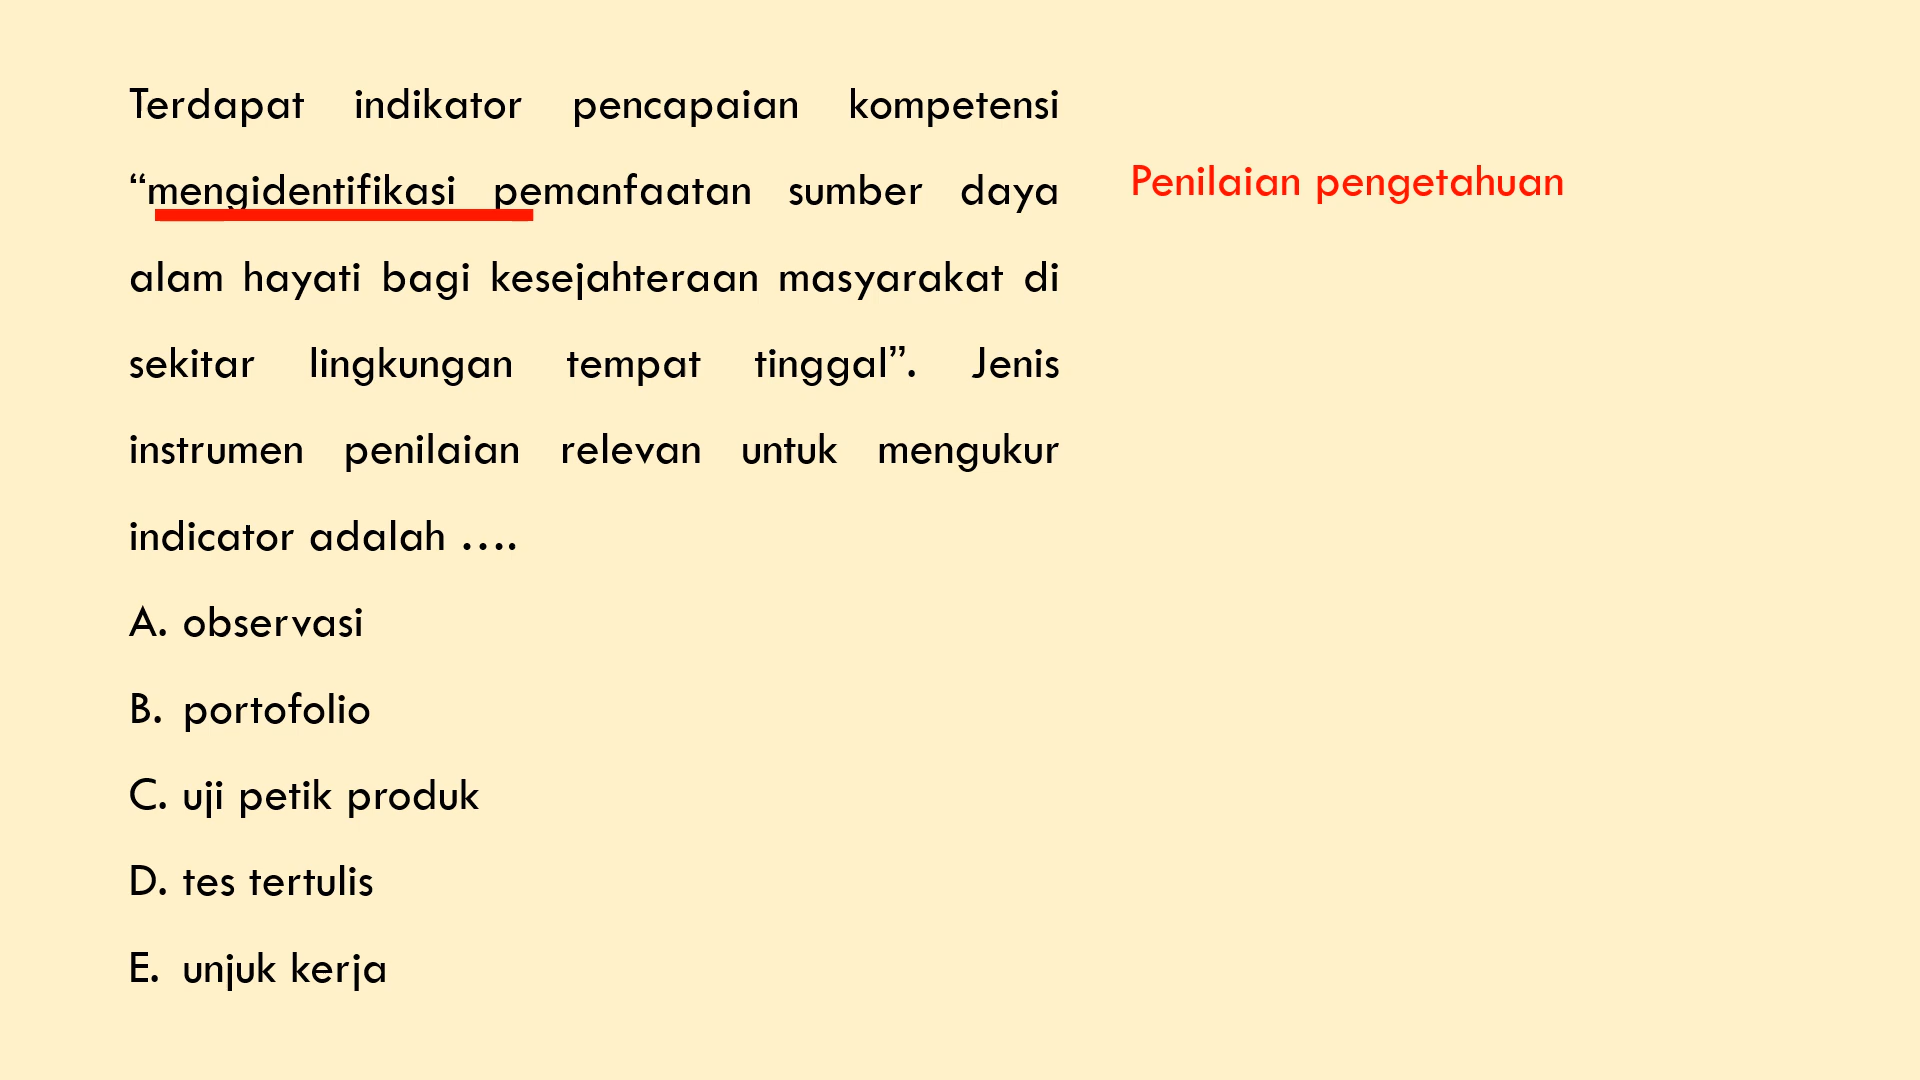 Terdapat indikator pencapaian kompetensi
“mengidentifikasi pemanfaatan sumber daya
alam hayati bagi kesejahteraan masyarakat di
sekitar lingkungan tempat tinggal”. Jenis
instrumen penilaian relevan untuk mengukur
indicator adalah ….
A. observasi
B. portofolio
C. uji petik produk
D. tes tertulis
E. unjuk kerja
Penilaian pengetahuan